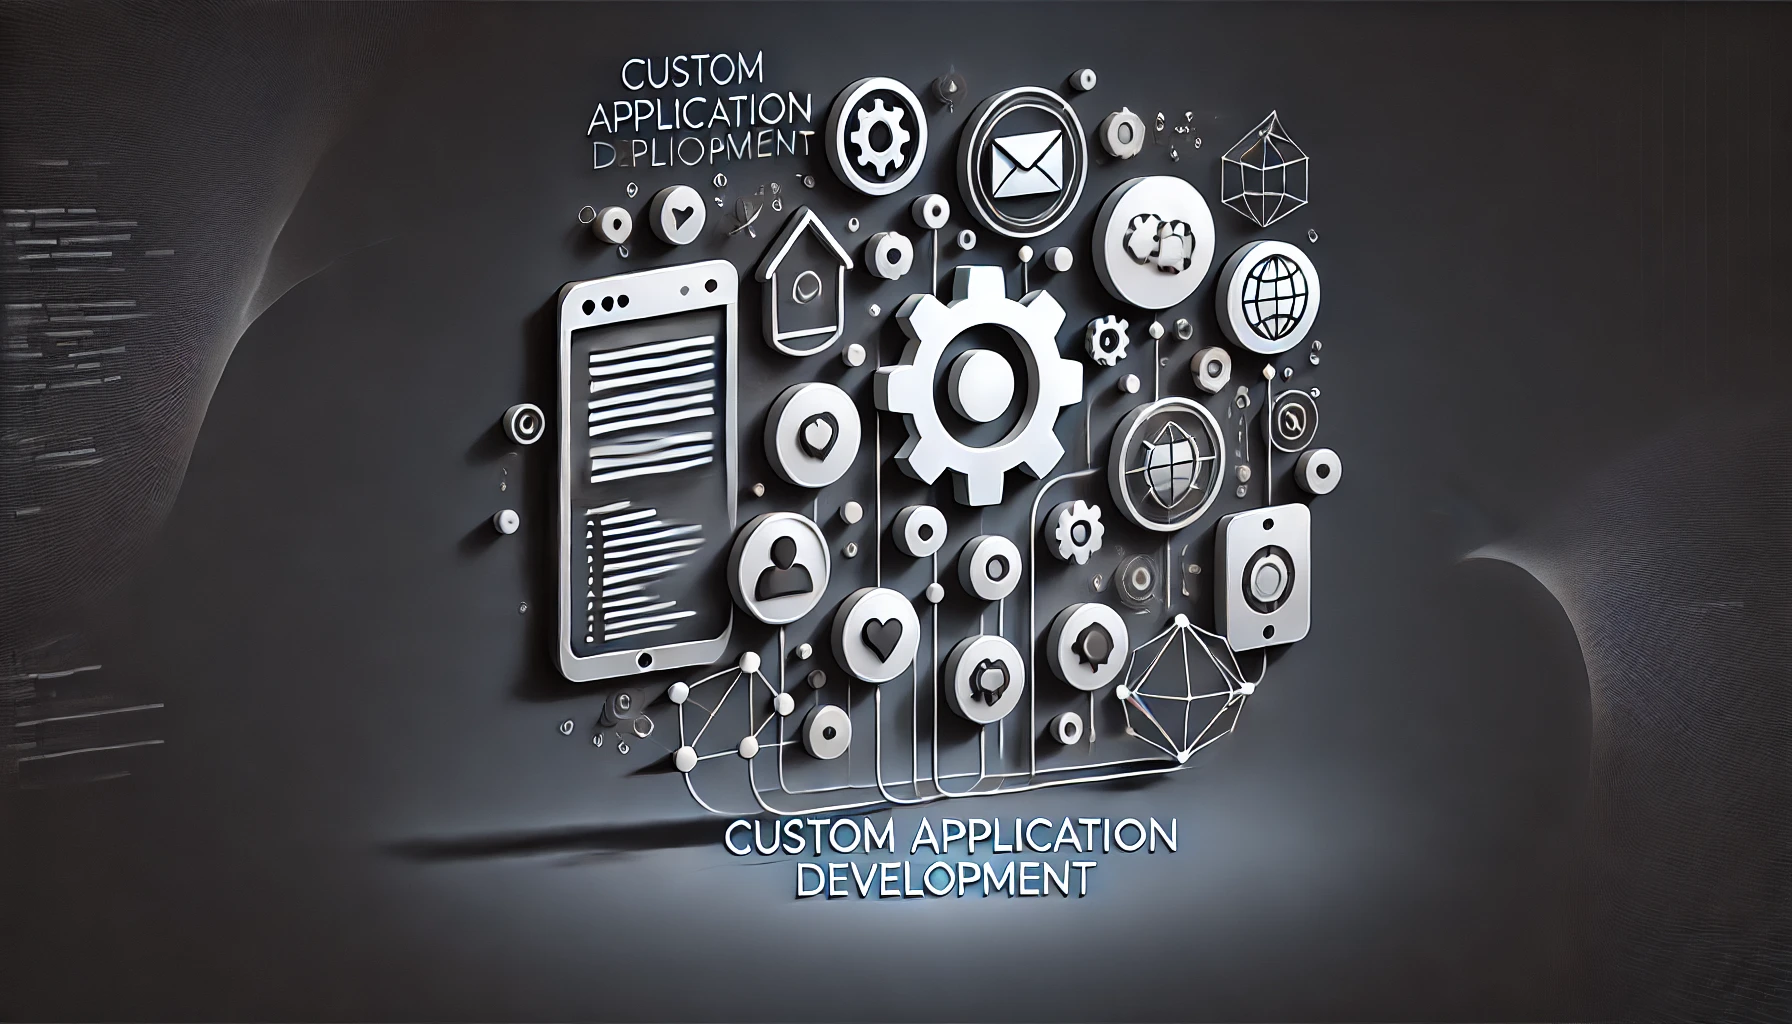 CUSTOM
APPLICATION
DEPLIOPMENT
CUSTOM APPLICATION
DEVELOPMENT